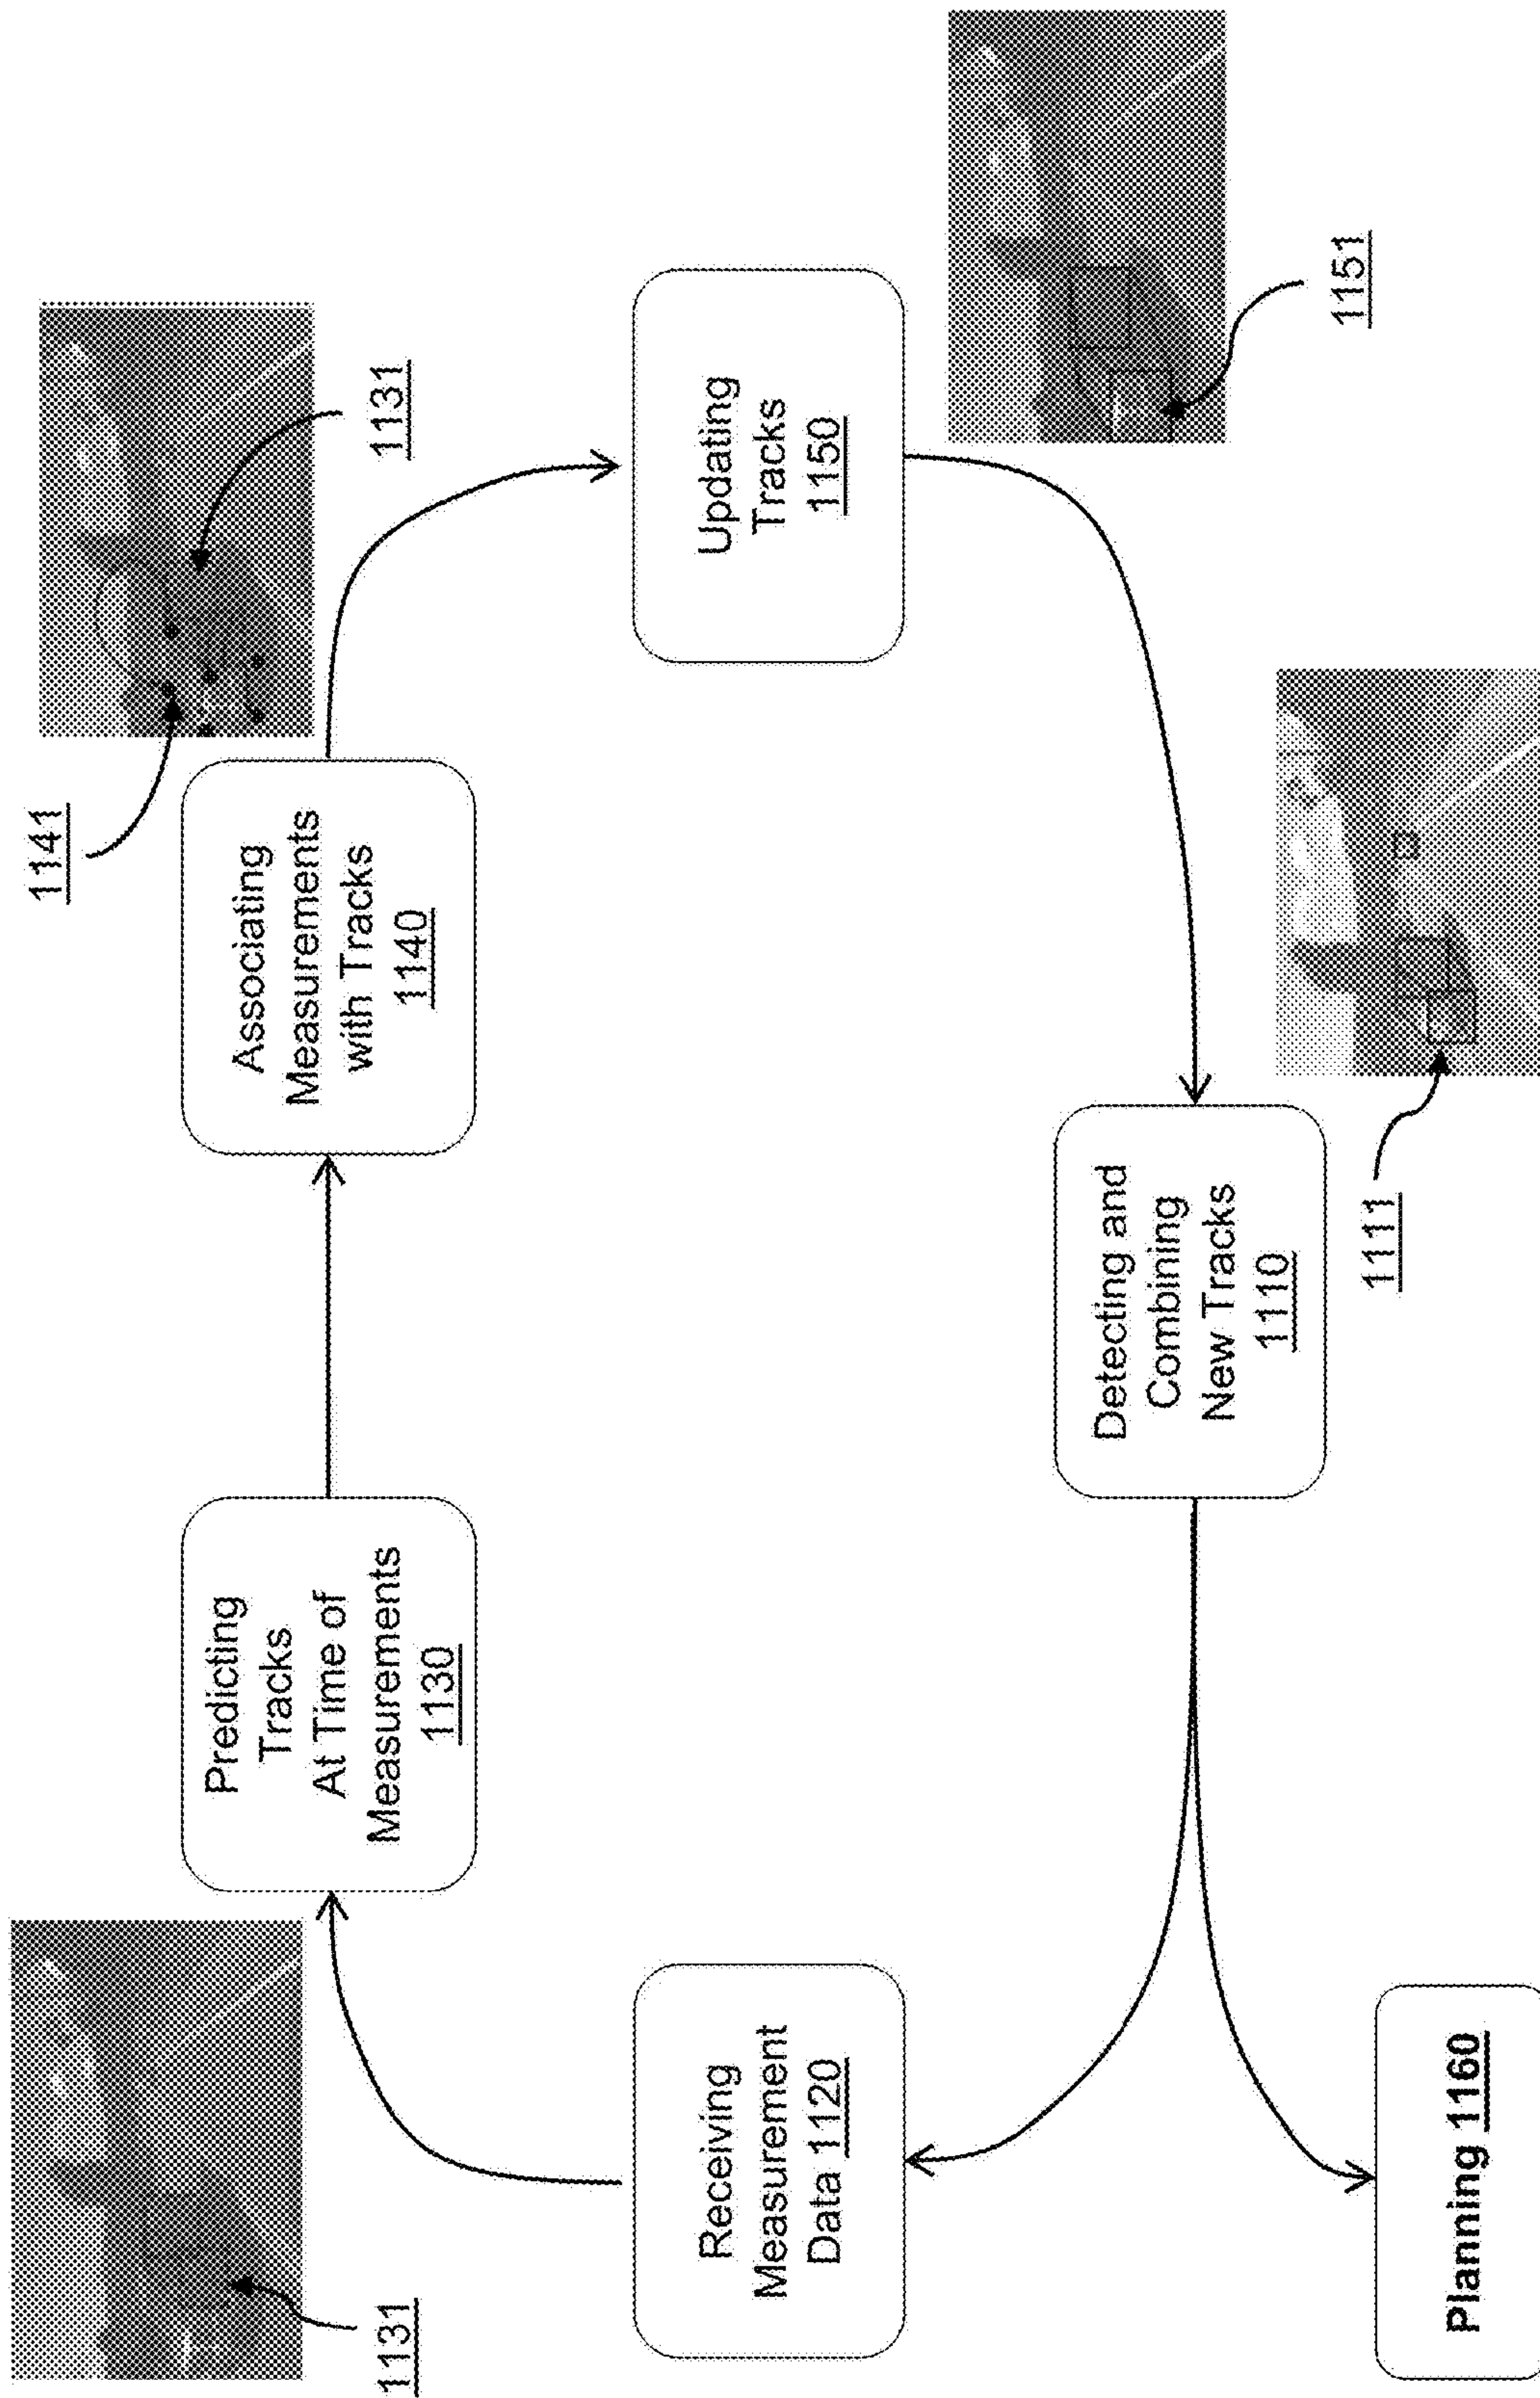 1131
Predicting
Tracks
At Time of
Measurements
1130
Associating
Measurements
with Tracks
1140
1141
1131
Receiving
Measurement
Data 1120
Updating
Tracks
1150
1151
Detecting and
Combining
New Tracks
1110
1111
Planning 1160